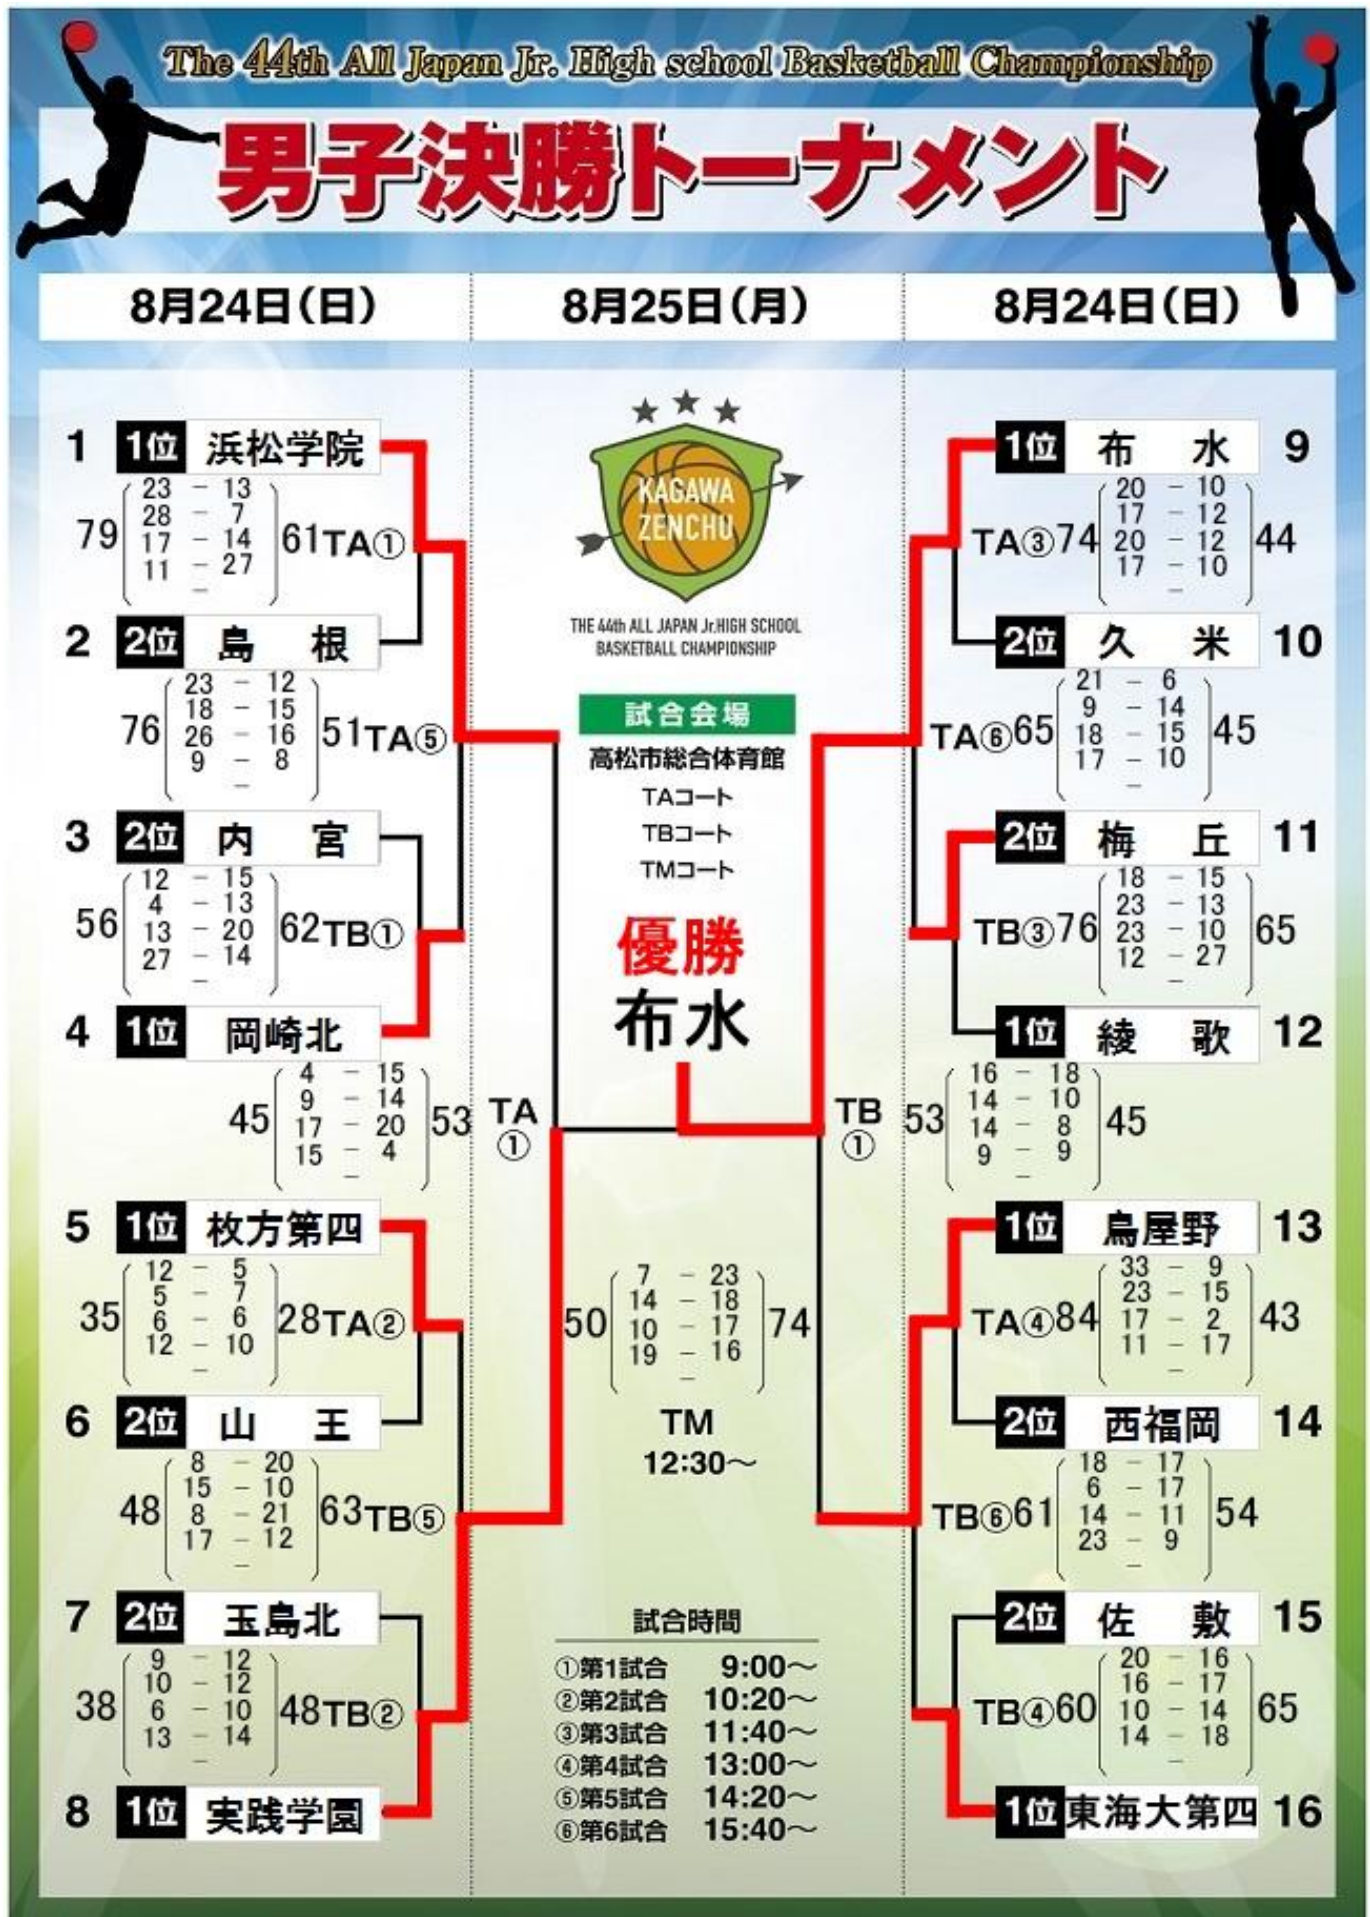 The 44th All Japan Jr. High school Basketball Championship
男子決勝トーナメント
8月24日(日)
8月25日(月)
8月24日(日)
1 1位 浜松学院
79
23 - 13
28 - 7
17 - 14
11 - 27
-
61 TA①
2 2位 島根
76
23 - 12
18 - 15
26 - 16
9 - 8
-
51 TA⑤
3 2位 内宮
56
12 - 15
4 - 13
13 - 20
27 - 14
-
62 TB①
4 1位 岡崎北
45
4 - 15
9 - 14
17 - 20
15 - 4
-
53
TA
①
5 1位 枚方第四
35
12 - 5
5 - 7
6 - 6
12 - 10
-
28 TA②
6 2位 山王
48
8 - 20
15 - 10
8 - 21
17 - 12
-
63 TB⑤
7 2位 玉島北
38
9 - 12
10 - 12
6 - 10
13 - 14
-
48 TB②
8 1位 実践学園
KAGAWA
ZENCHU
THE 44th ALL JAPAN Jr.HIGH SCHOOL
BASKETBALL CHAMPIONSHIP
試合会場
高松市総合体育館
TAコート
TBコート
TMコート
優勝
布水
50
7 - 23
14 - 18
10 - 17
19 - 16
-
74
TM
12:30〜
試合時間
①第1試合 9:00〜
②第2試合 10:20〜
③第3試合 11:40〜
④第4試合 13:00〜
⑤第5試合 14:20〜
⑥第6試合 15:40〜
1位 布水 9
TA③ 74
20 - 10
17 - 12
20 - 12
17 - 10
-
44
2位 久米 10
TA⑥ 65
21 - 6
9 - 14
18 - 15
17 - 10
-
45
2位 梅丘 11
TB③ 76
18 - 15
23 - 13
23 - 10
12 - 27
-
65
1位 綾歌 12
TB
①
53
16 - 18
14 - 10
14 - 8
9 - 9
-
45
1位 鳥屋野 13
TA④ 84
33 - 9
23 - 15
17 - 2
11 - 17
-
43
2位 西福岡 14
TB⑥ 61
18 - 17
6 - 17
14 - 11
23 - 9
-
54
2位 佐敷 15
TB④ 60
20 - 16
16 - 17
10 - 14
14 - 18
-
65
1位 東海大第四 16